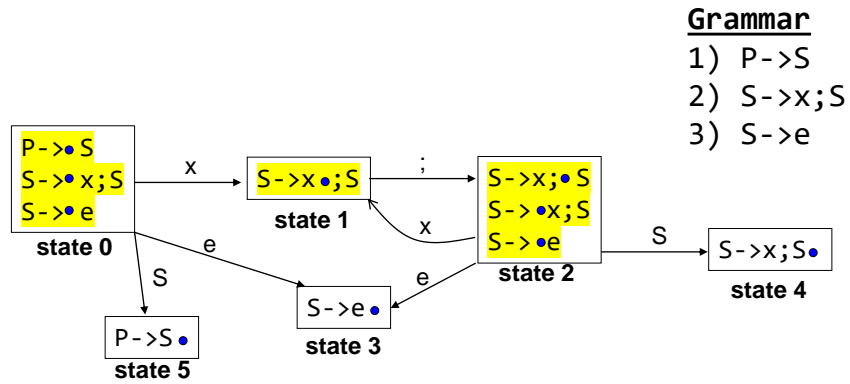 Grammar
1) P->S
2) S->x;S
3) S->e
P->• S
S->• x;S
S->• e
state 0
x
S->x •;S
state 1
;
S->x;• S
S-> •x;S
S-> •e
state 2
x
e
S
e
S
S->x;S•
state 4
S->e •
state 3
P->S •
state 5